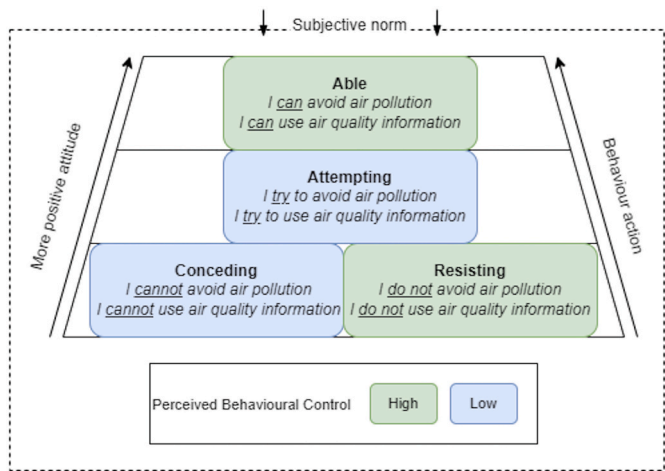 Subjective norm
More positive attitude
Behaviour action
Able
I can avoid air pollution
I can use air quality information
Attempting
I try to avoid air pollution
I try to use air quality information
Conceding
I cannot avoid air pollution
I cannot use air quality information
Resisting
I do not avoid air pollution
I do not use air quality information
Perceived Behavioural Control
High
Low